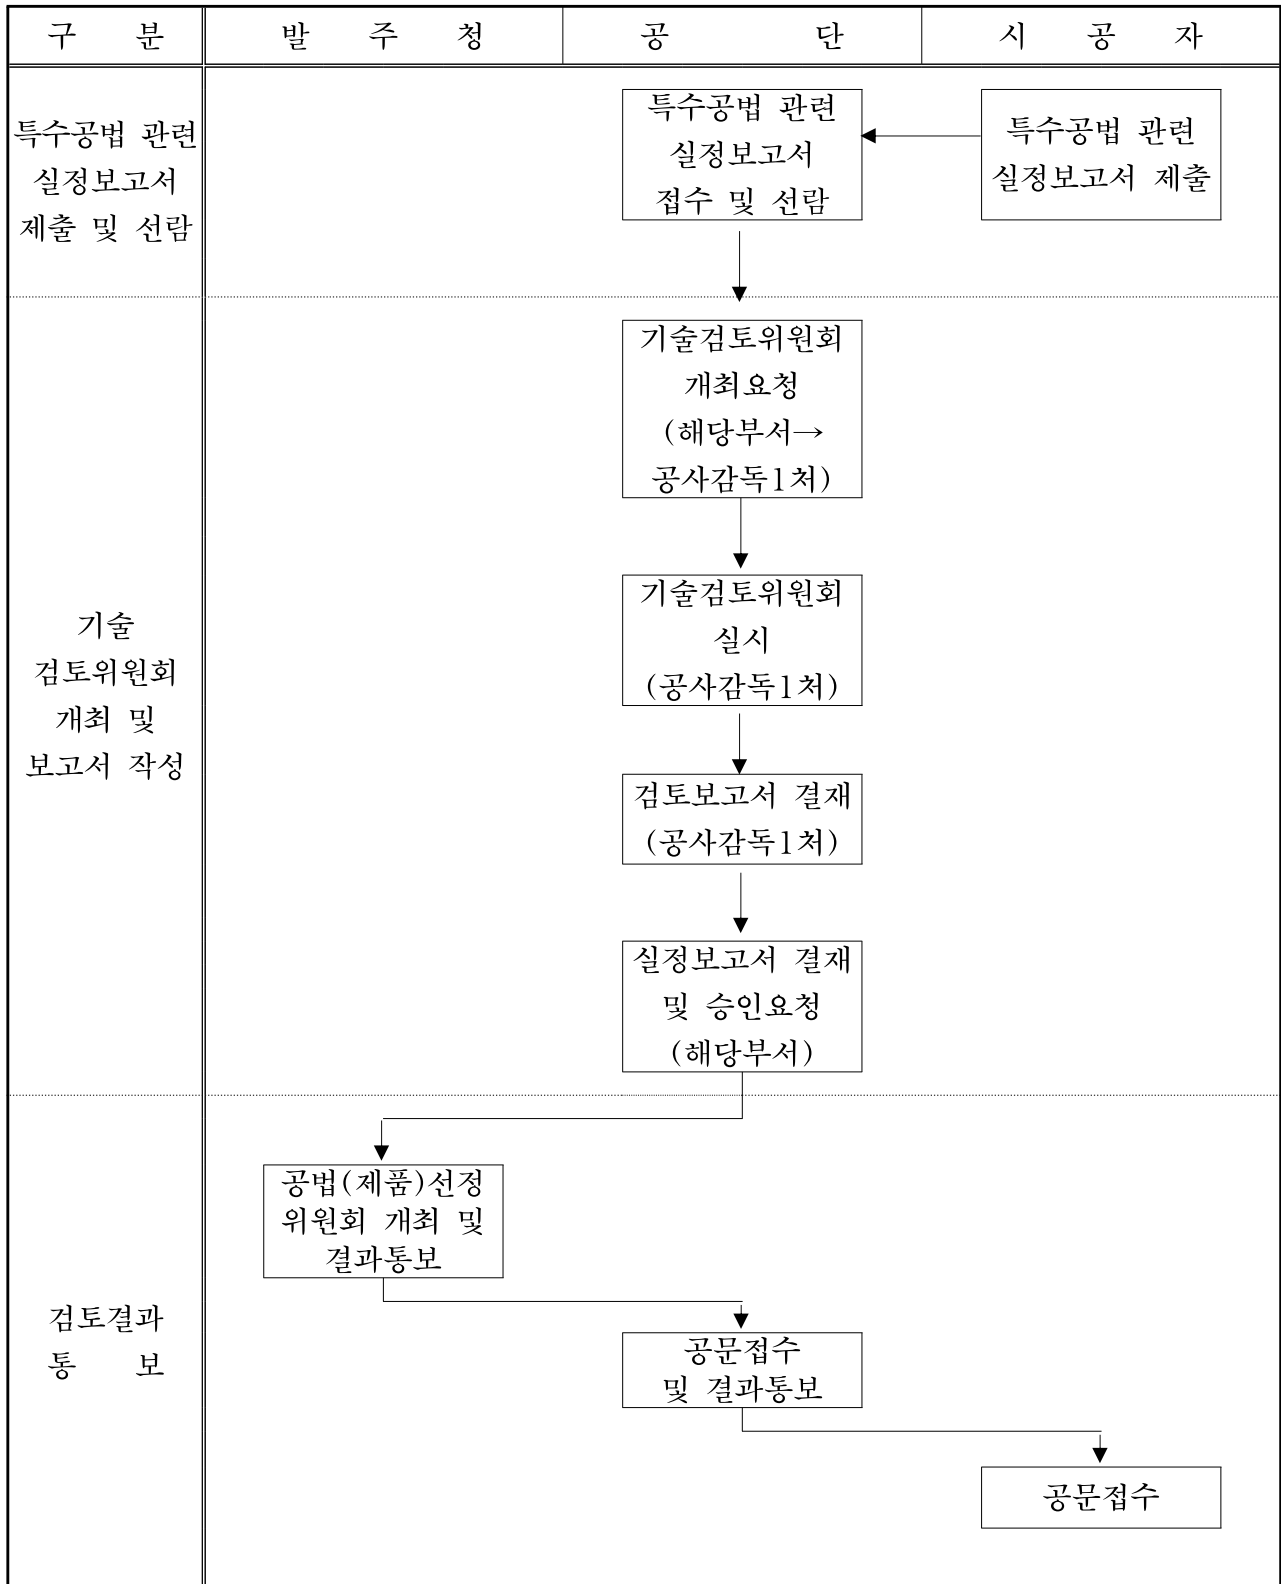 구 분 발 주 청 공 단 시 공 자
특수공법 관련
실정보고서
제출 및 선람
특수공법 관련
실정보고서
접수 및 선람
특수공법 관련
실정보고서 제출
기술
검토위원회
개최 및
보고서 작성
기술검토위원회
개최요청
(해당부서→
공사감독1처)
기술검토위원회
실시
(공사감독1처)
검토보고서 결재
(공사감독1처)
실정보고서 결재
및 승인요청
(해당부서)
검토결과
통 보
공법(제품)선정
위원회 개최 및
결과통보
공문접수
및 결과통보
공문접수